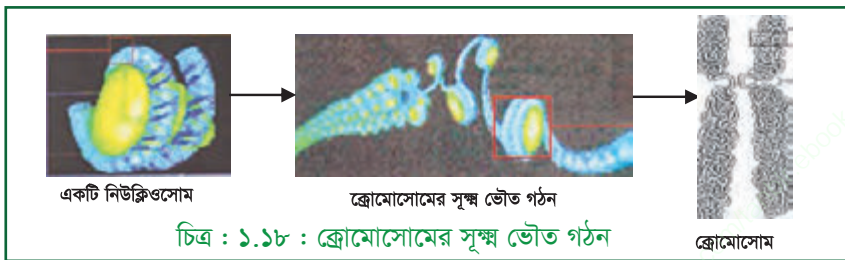 একটি নিউক্লিওসোম
ক্রোমোসোমের সূক্ষ্ম ভৌত গঠন
ক্রোমোসোম
চিত্র : ১.১৮ : ক্রোমোসোমের সূক্ষ্ম ভৌত গঠন